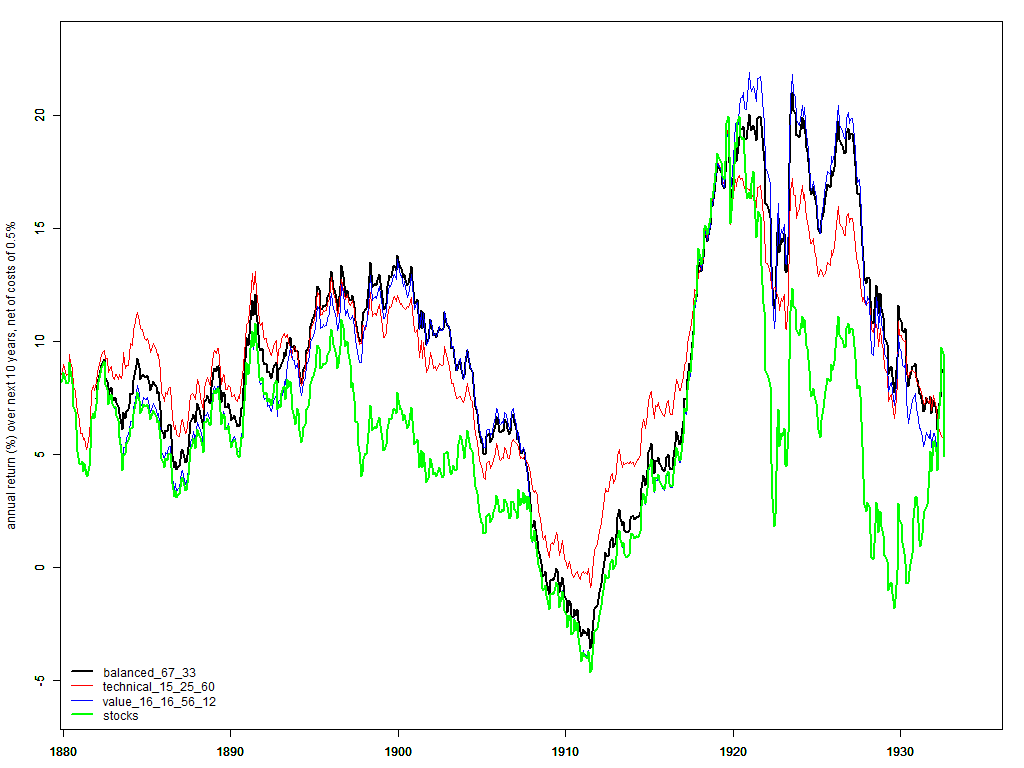 annual return (%) over next 10 years, net of costs of 0.5%
20
15
10
5
0
-5
balanced_67_33
technical_15_25_60
value_16_16_56_12
stocks
1880 1890 1900 1910 1920 1930